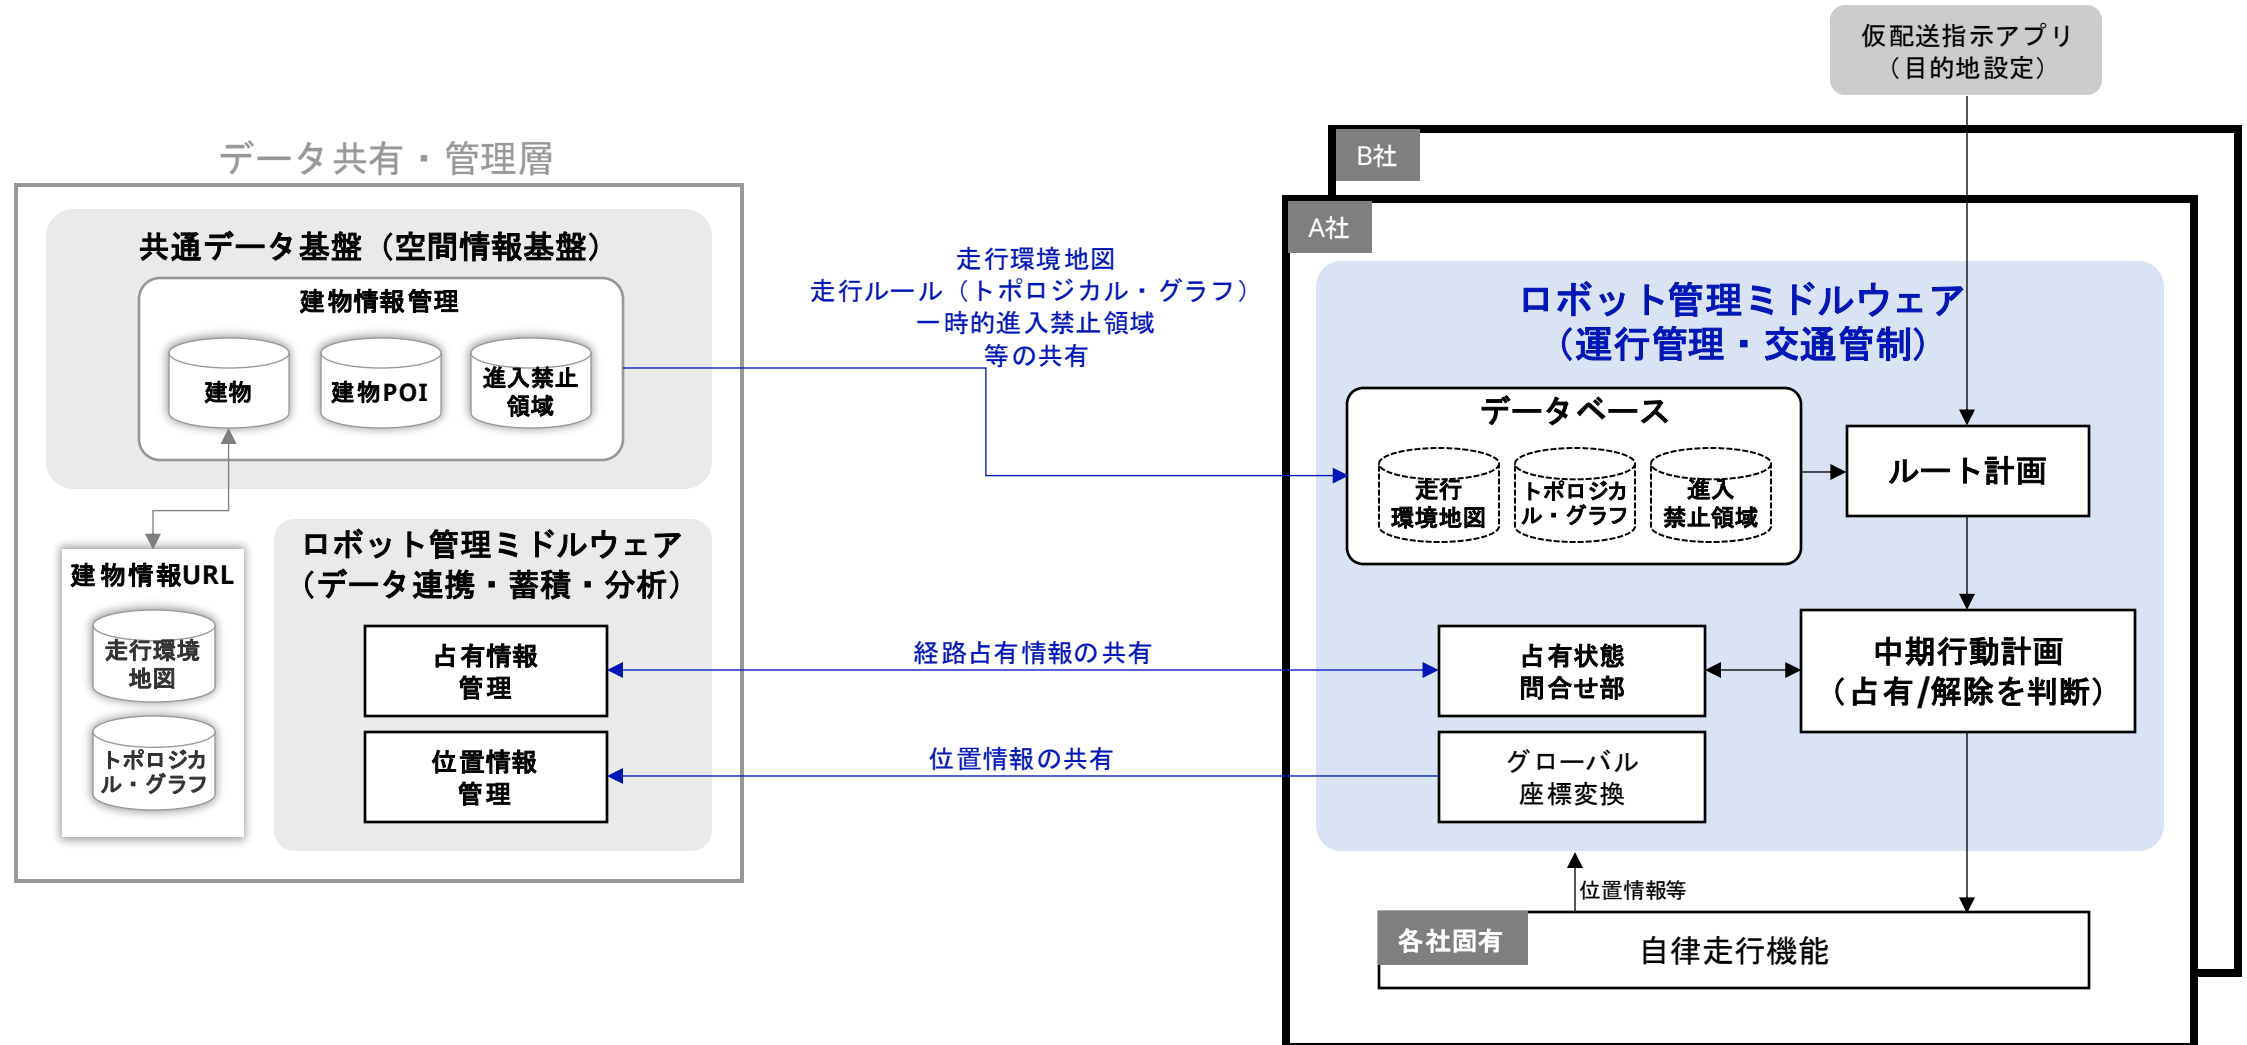 仮配送指示アプリ
（目的地設定）
データ共有・管理層
共通データ基盤（空間情報基盤）
建物情報管理
建物
建物POI
進入禁止
領域
建物情報URL
走行環境
地図
トポロジカ
ル・グラフ
ロボット管理ミドルウェア
（データ連携・蓄積・分析）
占有情報
管理
位置情報
管理
走行環境地図
走行ルール（トポロジカル・グラフ）
一時的進入禁止領域
等の共有
経路占有情報の共有
位置情報の共有
B社
A社
ロボット管理ミドルウェア
（運行管理・交通管制）
データベース
走行
環境地図
トポロジカ
ル・グラフ
進入
禁止領域
ルート計画
占有状態
問合せ部
中期行動計画
（占有/解除を判断）
グローバル
座標変換
位置情報等
各社固有
自律走行機能